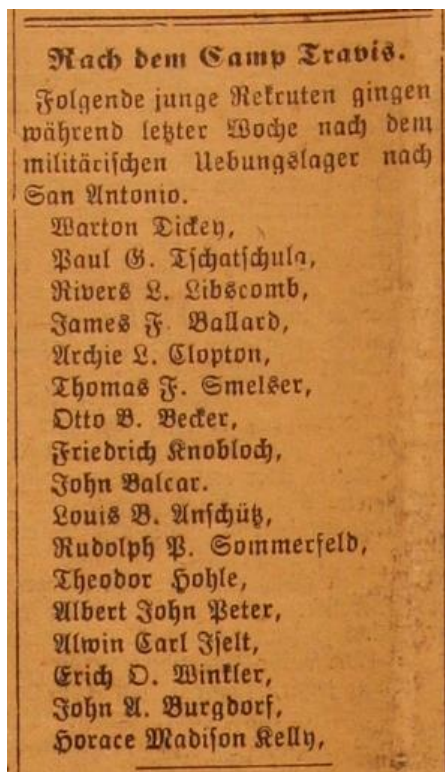 Nach dem Camp Travis.
Folgende junge Rekruten gingen
während letzter Woche nach dem
militärischen Uebungslager nach
San Antonio.
Warton Dickey,
Paul G. Tschatschula,
Rivers L. Libscomb,
James F. Ballard,
Archie L. Clopton,
Thomas F. Smelser,
Otto B. Becker,
Friedrich Knobloch,
John Balcar.
Louis B. Anschütz,
Rudolph P. Sommerfeld,
Theodor Hohle,
Albert John Peter,
Alwin Carl Iselt,
Erich O. Winkler,
John A. Burgdorf,
Horace Madison Kelly,